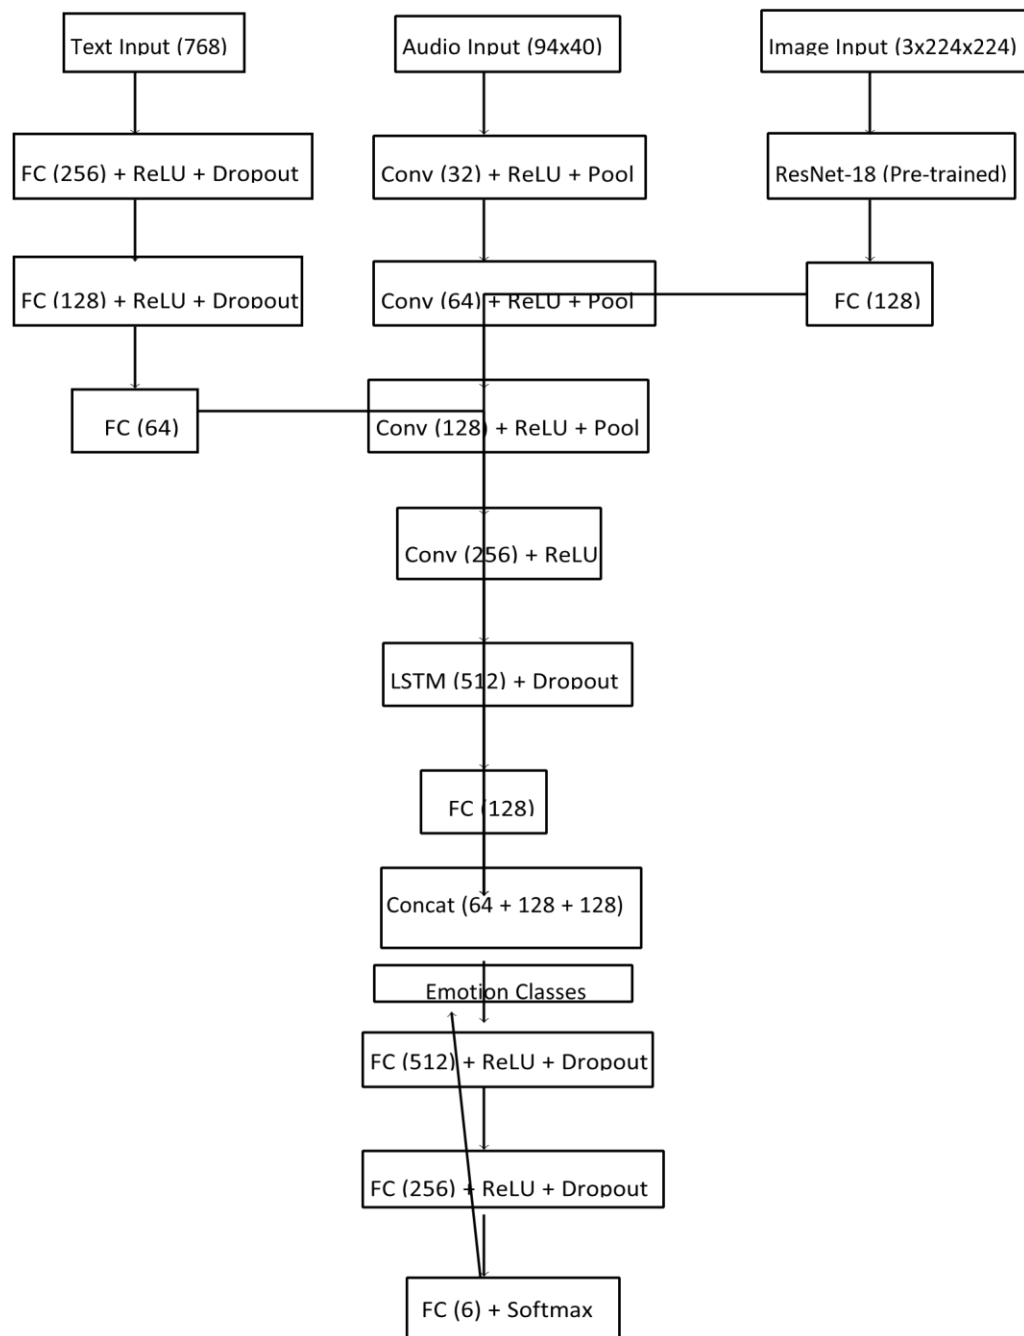 Text Input (768)
Audio Input (94x40)
Image Input (3x224x224)
FC (256) + ReLU + Dropout
Conv (32) + ReLU + Pool
ResNet-18 (Pre-trained)
FC (128) + ReLU + Dropout
Conv (64) + ReLU + Pool
FC (128)
FC (64)
Conv (128) + ReLU + Pool
Conv (256) + ReLU
LSTM (512) + Dropout
FC (128)
Concat (64 + 128 + 128)
Emotion Classes
FC (512) + ReLU + Dropout
FC (256) + ReLU + Dropout
FC (6) + Softmax